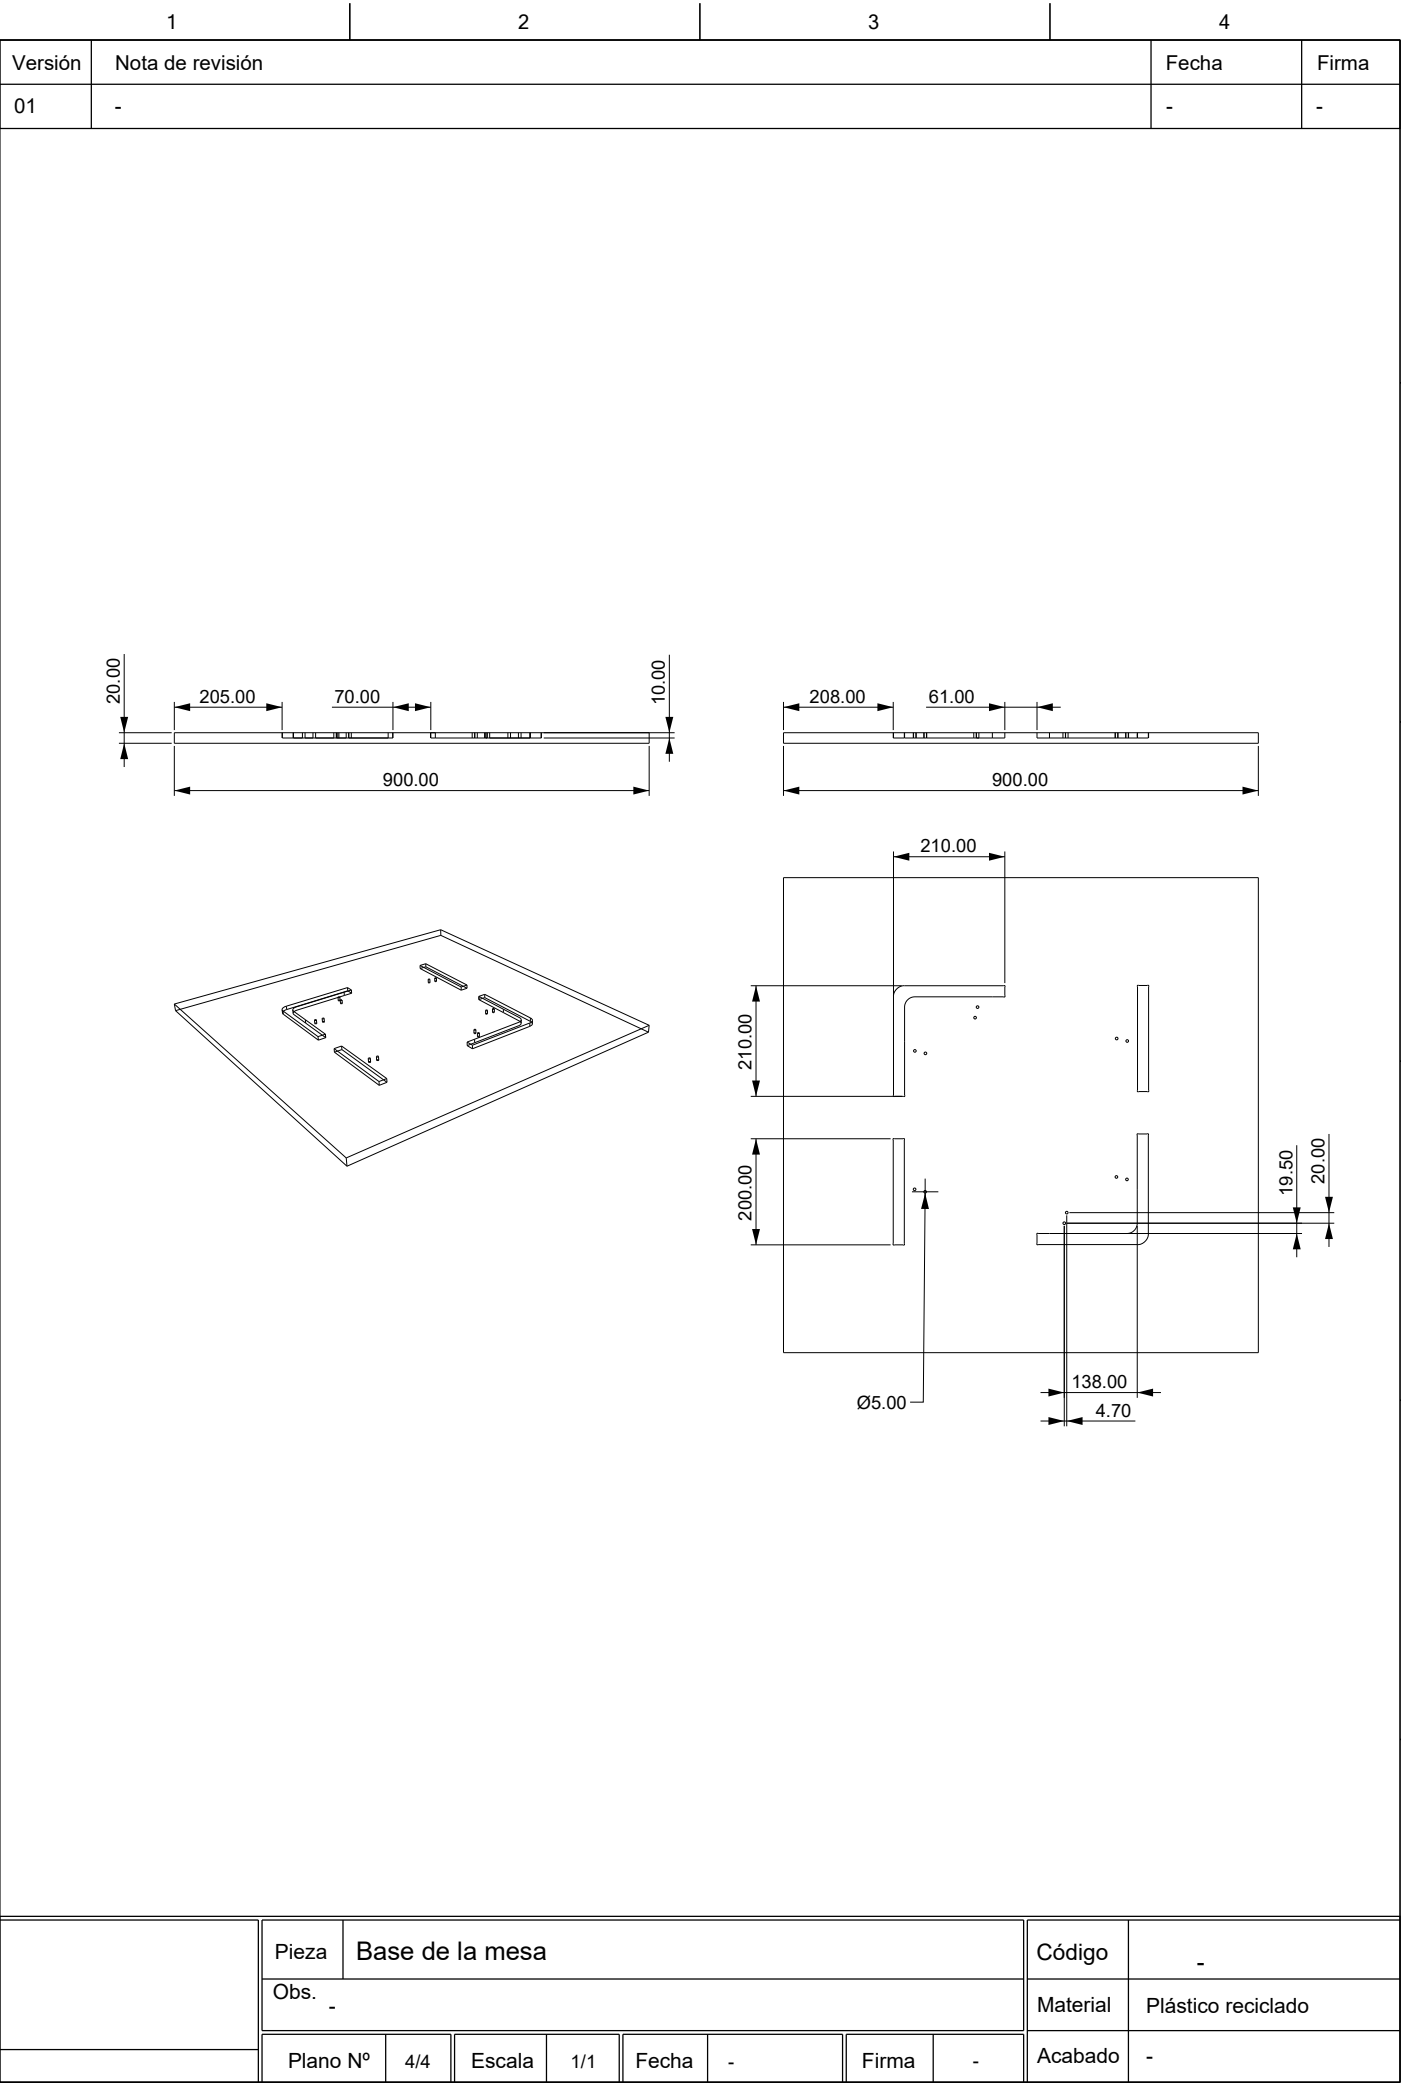 1 2 3 4
Versión Nota de revisión Fecha Firma
01 - - -
20.00 205.00 70.00 10.00 208.00 61.00
900.00 900.00
210.00
210.00
200.00 19.50 20.00
138.00
Ø5.00 4.70
Pieza Base de la mesa Código -
Obs. - Material Plástico reciclado
Plano Nº 4/4 Escala 1/1 Fecha - Firma - Acabado -